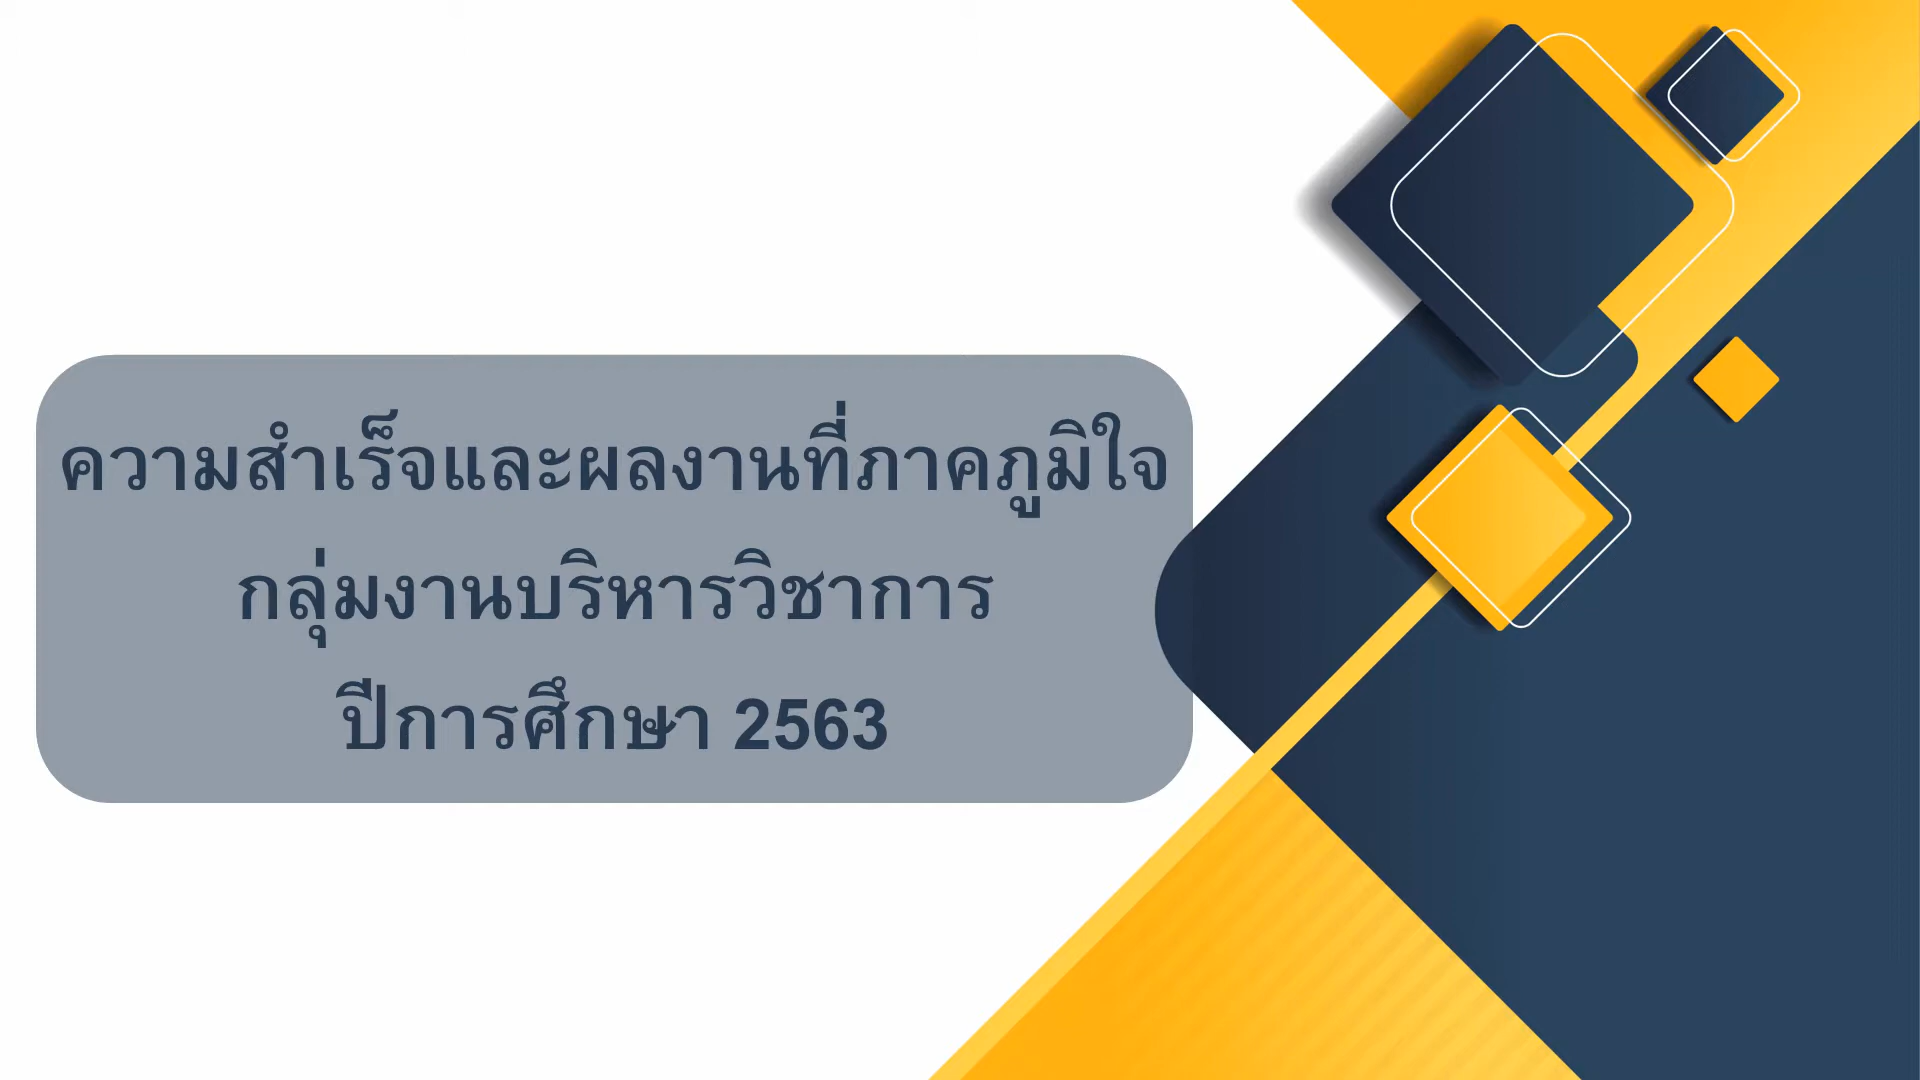 ความสำเร็จและผลงานที่ภาคภูมิใจ
กลุ่มงานบริหารวิชาการ
ปีการศึกษา 2563